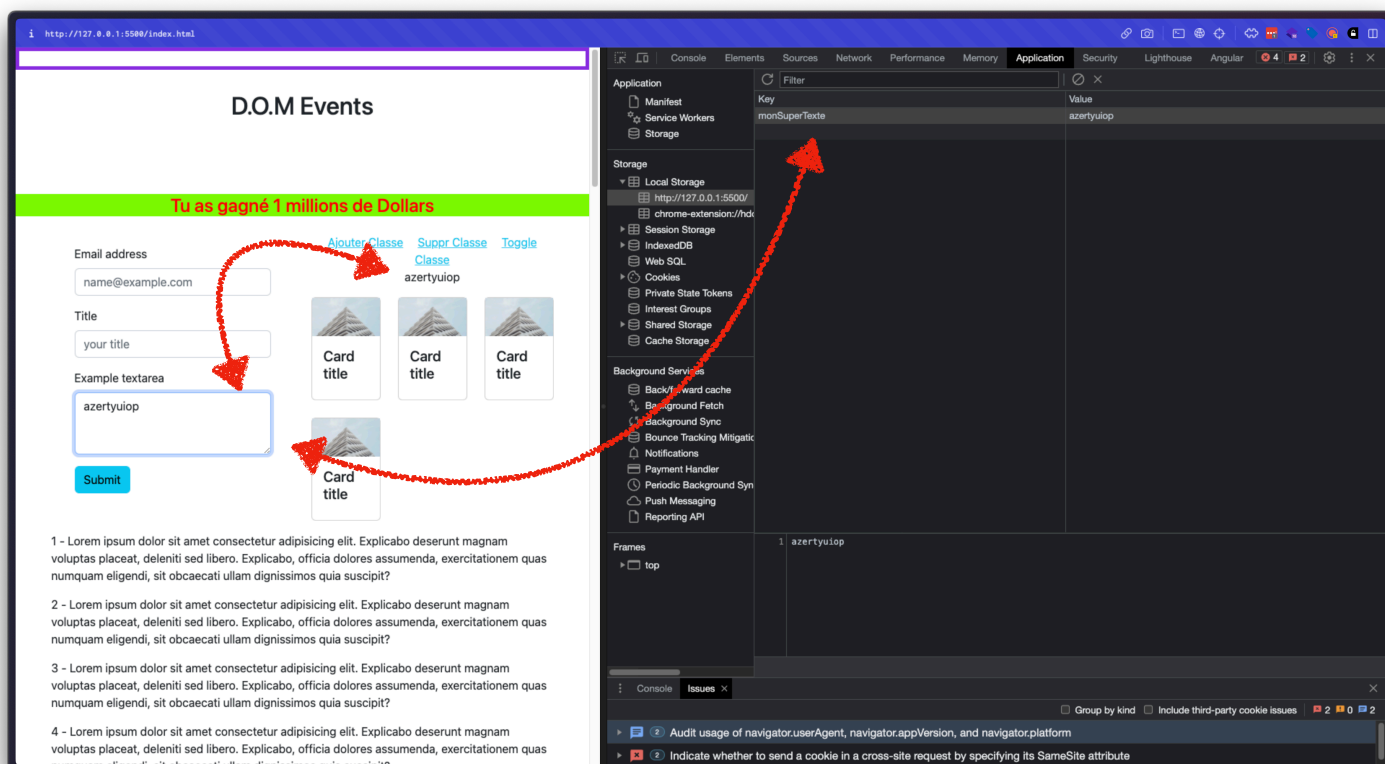 http://127.0.0.1:5500/index.html
D.O.M Events
Tu as gagné 1 millions de Dollars
Email address
name@example.com
Title
your title
Example textarea
azertyuiop
Submit
Ajouter Classe Suppr Classe Toggle
Classe
azertyuiop
Card
title
Card
title
Card
title
Card
title
1 - Lorem ipsum dolor sit amet consectetur adipisicing elit. Explicabo deserunt magnam
voluptas placeat, deleniti sed libero. Explicabo, officia dolores assumenda, exercitationem quas
numquam eligendi, sit obcaecati ullam dignissimos quia suscipit?
2 - Lorem ipsum dolor sit amet consectetur adipisicing elit. Explicabo deserunt magnam
voluptas placeat, deleniti sed libero. Explicabo, officia dolores assumenda, exercitationem quas
numquam eligendi, sit obcaecati ullam dignissimos quia suscipit?
3 - Lorem ipsum dolor sit amet consectetur adipisicing elit. Explicabo deserunt magnam
voluptas placeat, deleniti sed libero. Explicabo, officia dolores assumenda, exercitationem quas
numquam eligendi, sit obcaecati ullam dignissimos quia suscipit?
4 - Lorem ipsum dolor sit amet consectetur adipisicing elit. Explicabo deserunt magnam
voluptas placeat, deleniti sed libero. Explicabo, officia dolores assumenda, exercitationem quas
Console Elements Sources Network Performance Memory Application Security Lighthouse Angular 4 2
Application
Manifest
Service Workers
Storage
Storage
Local Storage
http://127.0.0.1:5500/
chrome-extension://hdo
Session Storage
IndexedDB
Web SQL
Cookies
Private State Tokens
Interest Groups
Shared Storage
Cache Storage
Background Services
Back/forward cache
Background Fetch
Background Sync
Bounce Tracking Mitigatio
Notifications
Payment Handler
Periodic Background Syn
Push Messaging
Reporting API
Frames
top
Filter
Key Value
monSuperTexte azertyuiop
1 azertyuiop
Console Issues
Group by kind Include third-party cookie issues 2 0 2
2 Audit usage of navigator.userAgent, navigator.appVersion, and navigator.platform
2 Indicate whether to send a cookie in a cross-site request by specifying its SameSite attribute